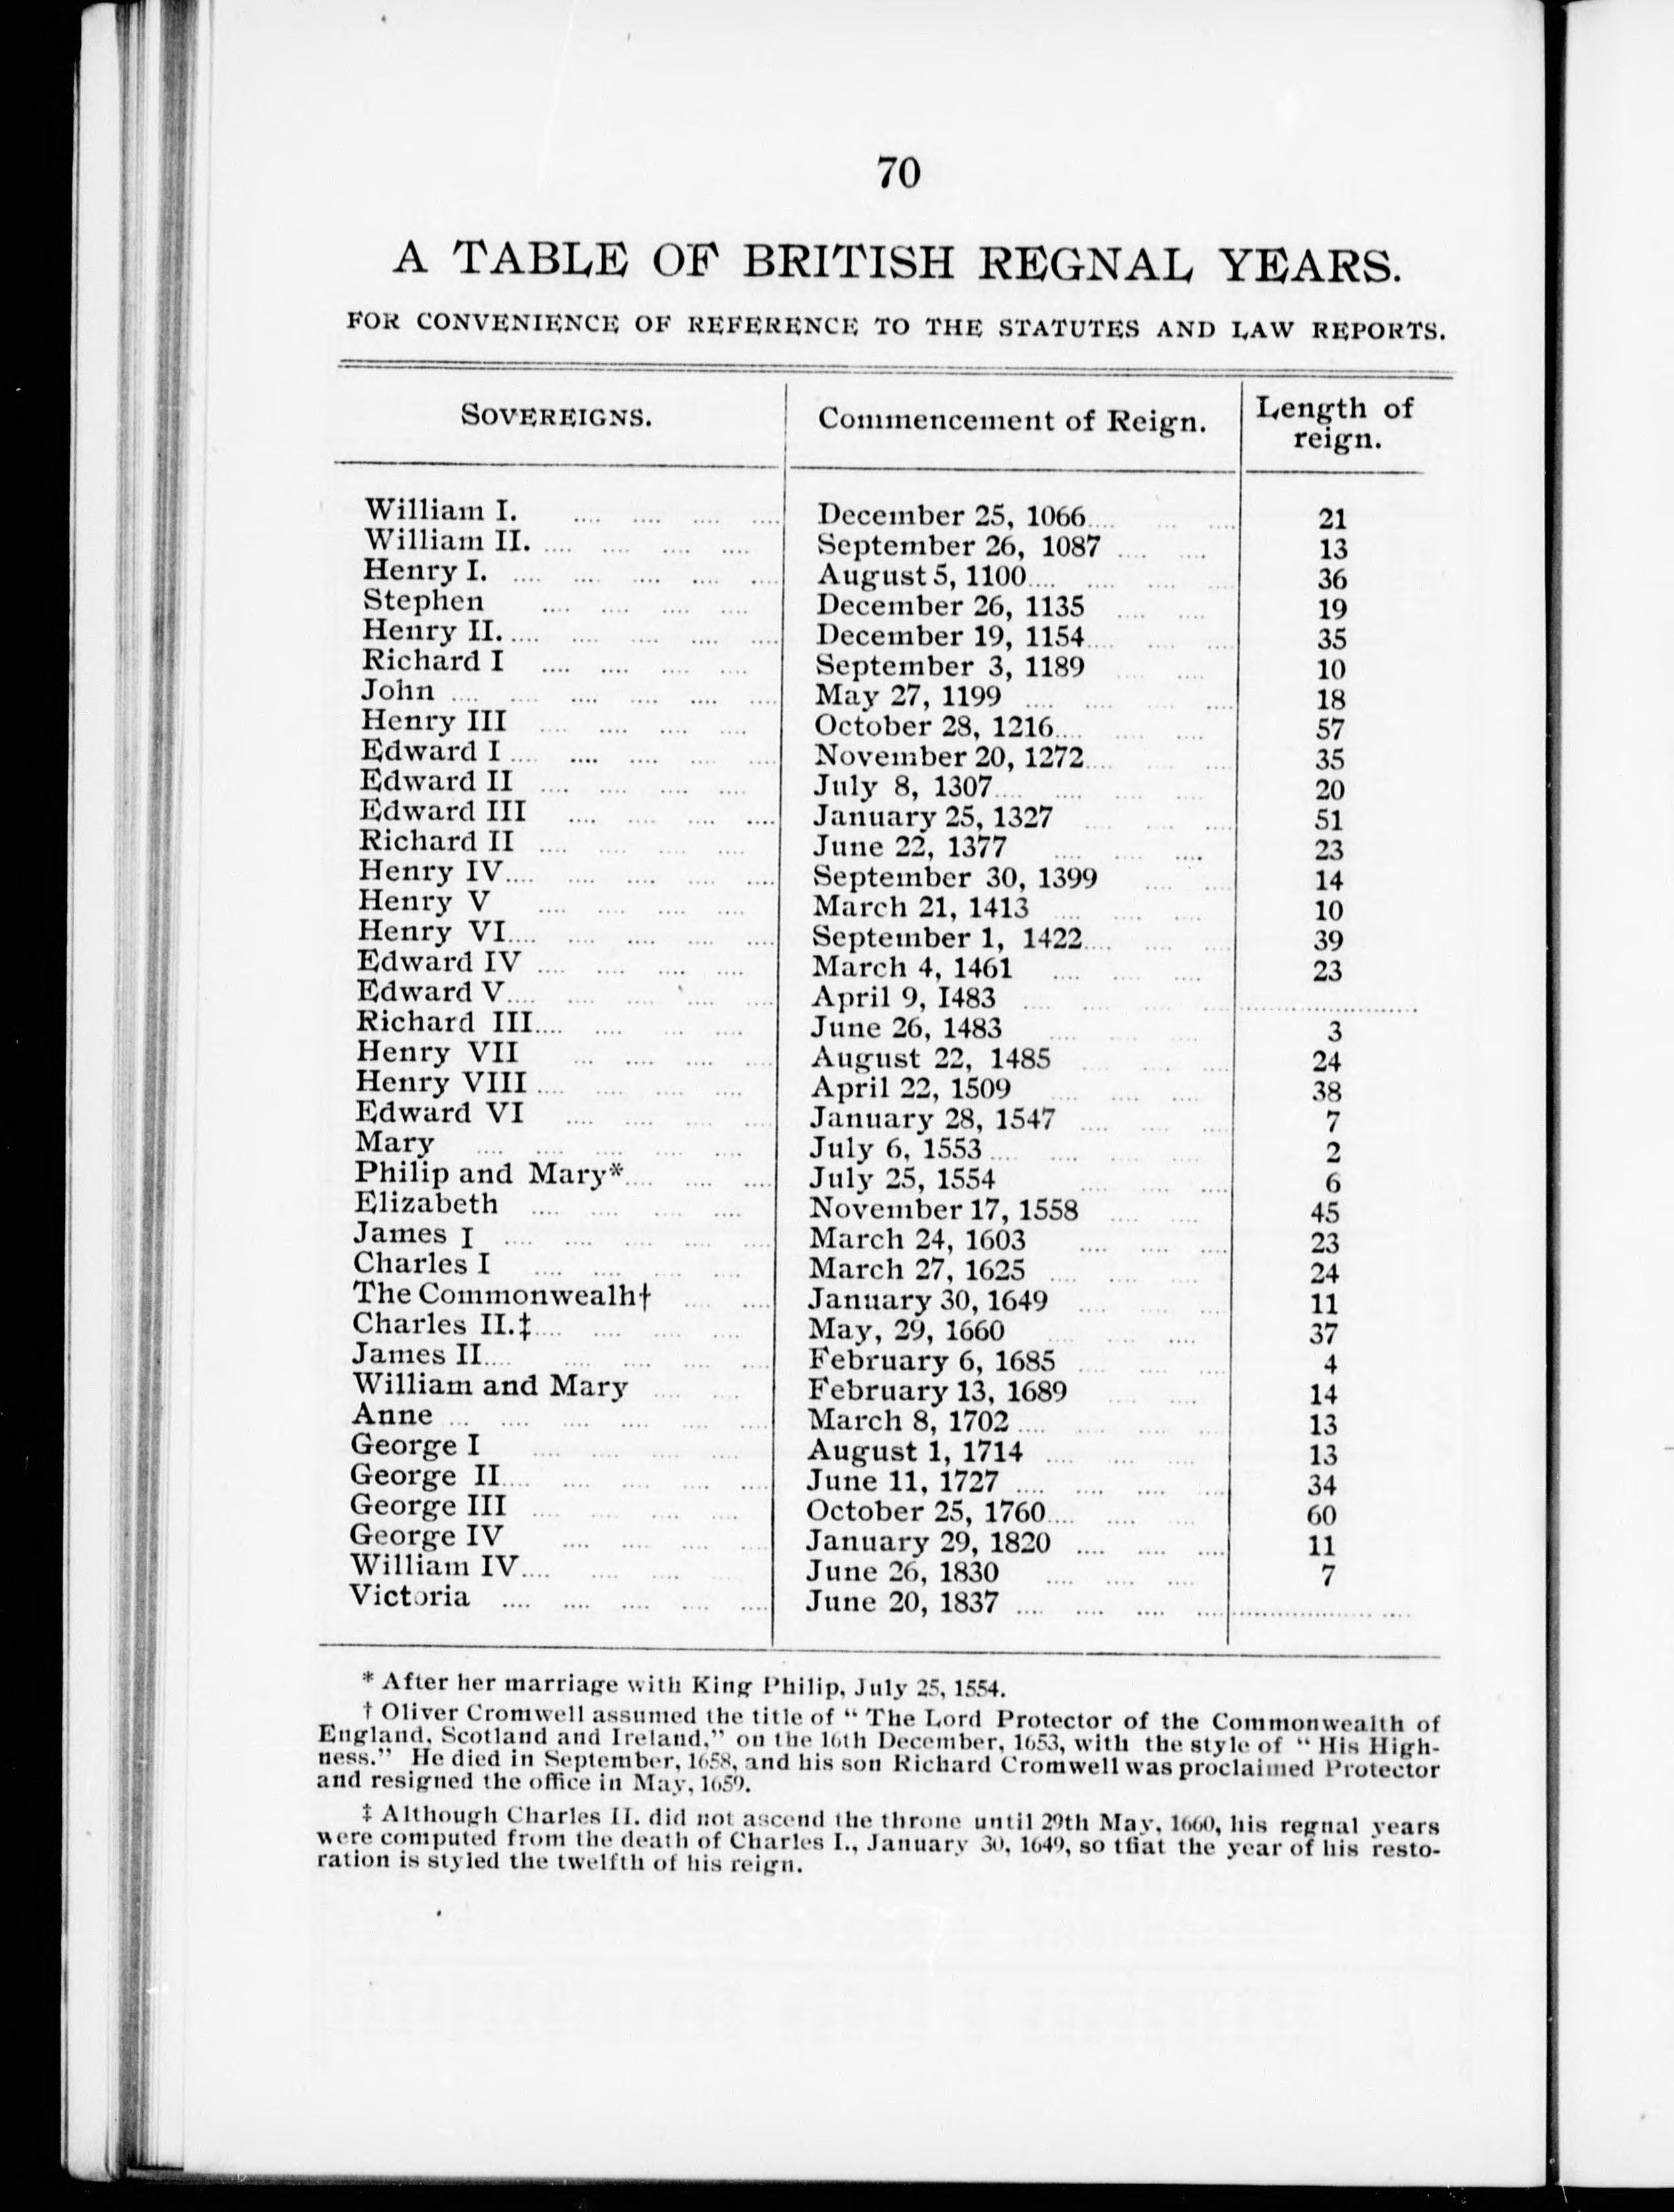 70
A TABLE OF BRITISH REGNAL YEARS.
FOR CONVENIENCE OF REFERENCE TO THE STATUTES AND LAW REPORTS.
SOVEREIGNS. Commencement of Reign. Length of reign.
William I. .... .... .... .... December 25, 1066.... .... .... 21
William II. .... .... .... .... September 26, 1087 .... .... 13
Henry I. .... .... .... .... .... August 5, 1100.... .... .... .... 36
Stephen .... .... .... .... December 26, 1135 .... .... 19
Henry II. .... .... .... .... .... December 19, 1154.... .... .... 35
Richard I .... .... .... .... September 3, 1189 .... .... 10
John .... .... .... .... .... .... May 27, 1199 .... .... .... .... 18
Henry III .... .... .... .... October 28, 1216.... .... .... 57
Edward I .... .... .... .... .... November 20, 1272.... .... .... 35
Edward II .... .... .... .... July 8, 1307.... .... .... .... 20
Edward III .... .... .... .... January 25, 1327 .... .... .... 51
Richard II .... .... .... .... June 22, 1377 .... .... .... 23
Henry IV.... .... .... .... .... September 30, 1399 .... .... 14
Henry V .... .... .... .... March 21, 1413 .... .... .... 10
Henry VI.... .... .... .... .... September 1, 1422.... .... .... 39
Edward IV .... .... .... .... March 4, 1461 .... .... .... 23
Edward V.... .... .... .... .... April 9, 1483 .... .... .... .... ....
Richard III.... .... .... .... June 26, 1483 .... .... .... 3
Henry VII .... .... .... .... August 22, 1485 .... .... .... 24
Henry VIII .... .... .... .... April 22, 1509 .... .... .... 38
Edward VI .... .... .... .... January 28, 1547 .... .... .... 7
Mary .... .... .... .... .... July 6, 1553.... .... .... .... 2
Philip and Mary*.... .... .... July 25, 1554 .... .... .... 6
Elizabeth .... .... .... .... November 17, 1558 .... .... 45
James I .... .... .... .... .... March 24, 1603 .... .... .... 23
Charles I .... .... .... .... March 27, 1625 .... .... .... 24
The Commonwealh† .... .... January 30, 1649 .... .... .... 11
Charles II.‡.... .... .... .... May, 29, 1660 .... .... .... 37
James II.... .... .... .... .... February 6, 1685 .... .... .... 4
William and Mary .... .... February 13, 1689 .... .... 14
Anne .... .... .... .... .... .... March 8, 1702 .... .... .... .... 13
George I .... .... .... .... August 1, 1714 .... .... .... 13
George II.... .... .... .... .... June 11, 1727 .... .... .... .... 34
George III .... .... .... .... October 25, 1760.... .... .... 60
George IV .... .... .... .... January 29, 1820 .... .... .... 11
William IV.... .... .... .... June 26, 1830 .... .... .... 7
Victoria .... .... .... .... .... June 20, 1837 .... .... .... .... ....
* After her marriage with King Philip, July 25, 1554.
† Oliver Cromwell assumed the title of “ The Lord Protector of the Commonwealth of
England, Scotland and Ireland,” on the 16th December, 1653, with the style of “ His High-
ness.” He died in September, 1658, and his son Richard Cromwell was proclaimed Protector
and resigned the office in May, 1659.
‡ Although Charles II. did not ascend the throne until 29th May, 1660, his regnal years
were computed from the death of Charles I., January 30, 1649, so that the year of his resto-
ration is styled the twelfth of his reign.